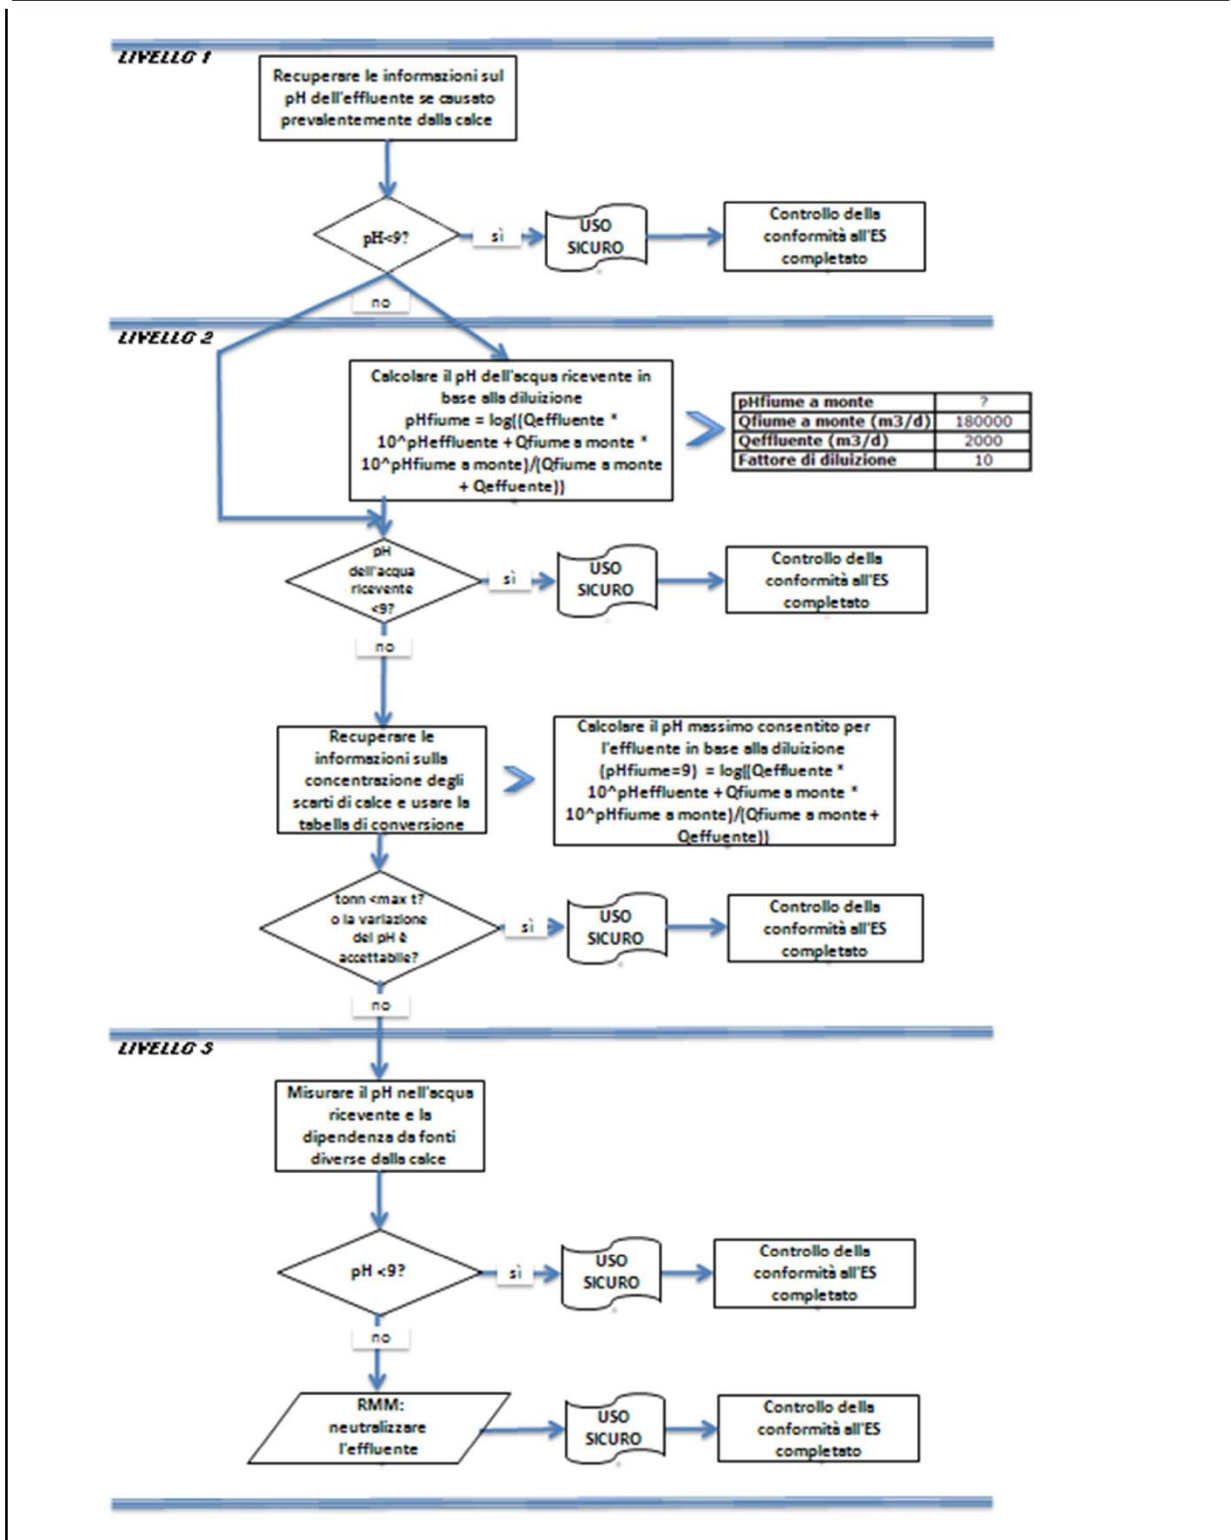 LIVELLO 1
Recuperare le informazioni sul
pH dell'effluente se causato
prevalentemente dalla calce
pH<9?
sì
USO
SICURO
Controllo della
conformità all'ES
completato
no
LIVELLO 2
Calcolare il pH dell'acqua ricevente in
base alla diluizione
pHfiume = log((Qeffluente *
10^pHeffluente + Qfiume a monte *
10^pHfiume a monte)/(Qfiume a monte
+ Qeffuente))
pHfiume a monte ?
Qfiume a monte (m3/d) 180000
Qeffluente (m3/d) 2000
Fattore di diluizione 10
pH
dell'acqua
ricevente
<9?
sì
USO
SICURO
Controllo della
conformità all'ES
completato
no
Recuperare le
informazioni sulla
concentrazione degli
scarti di calce e usare la
tabella di conversione
Calcolare il pH massimo consentito per
l'effluente in base alla diluizione
(pHfiume=9) = log((Qeffluente *
10^pHeffluente + Qfiume a monte *
10^pHfiume a monte)/(Qfiume a monte +
Qeffuente))
tonn <max t?
o la variazione
del pH è
accettabile?
sì
USO
SICURO
Controllo della
conformità all'ES
completato
no
LIVELLO 3
Misurare il pH nell'acqua
ricevente e la
dipendenza da fonti
diverse dalla calce
pH <9?
sì
USO
SICURO
Controllo della
conformità all'ES
completato
no
RMM:
neutralizzare
l'effluente
USO
SICURO
Controllo della
conformità all'ES
completato